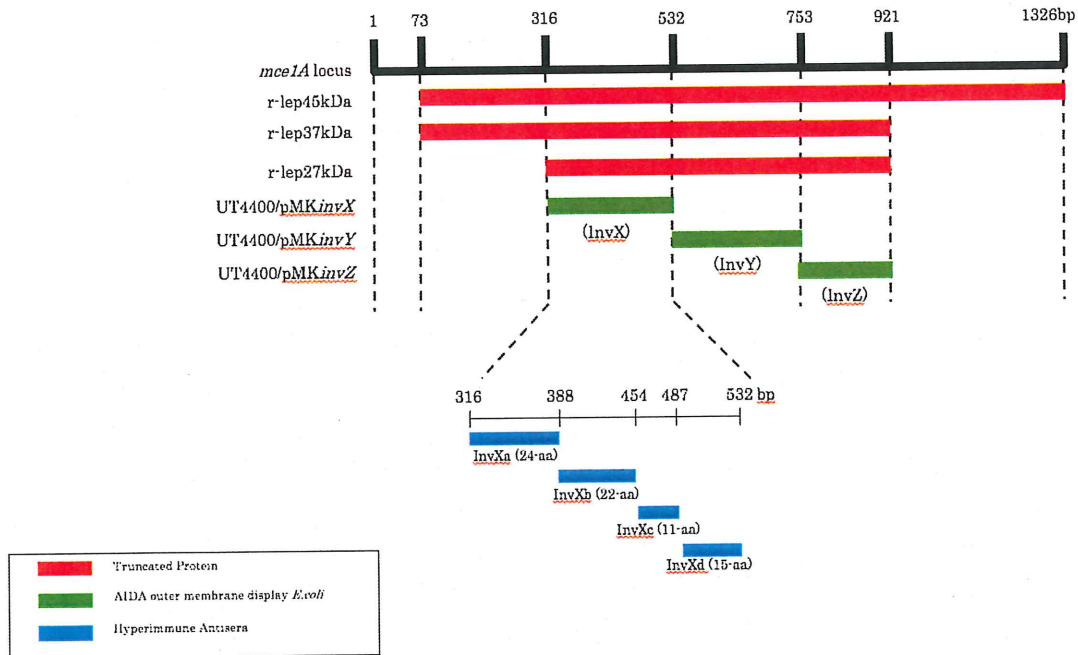 1 73 316 532 753 921 1326bp
mce1A locus
r-lep45kDa
r-lep37kDa
r-lep27kDa
UT4400/pMKinvX
(InvX)
UT4400/pMKinvY
(InvY)
UT4400/pMKinvZ
(InvZ)
316 388 454 487 532 bp
InvXa (24-aa)
InvXb (22-aa)
InvXc (11-aa)
InvXd (15-aa)
Truncated Protein
AIDA outer membrane display E.coli
Hyperimmune Antisera